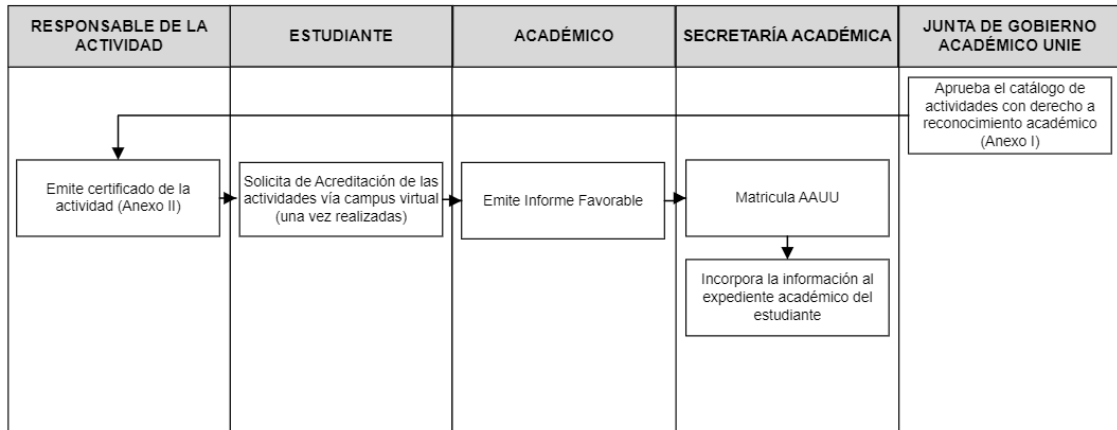 RESPONSABLE DE LA
ACTIVIDAD
ESTUDIANTE
ACADÉMICO
SECRETARÍA ACADÉMICA
JUNTA DE GOBIERNO
ACADÉMICO UNIE
Aprueba el catálogo de
actividades con derecho a
reconocimiento académico
(Anexo I)
Emite certificado de la
actividad (Anexo II)
Solicita de Acreditación de las
actividades vía campus virtual
(una vez realizadas)
Emite Informe Favorable
Matricula AAUU
Incorpora la información al
expediente académico del
estudiante